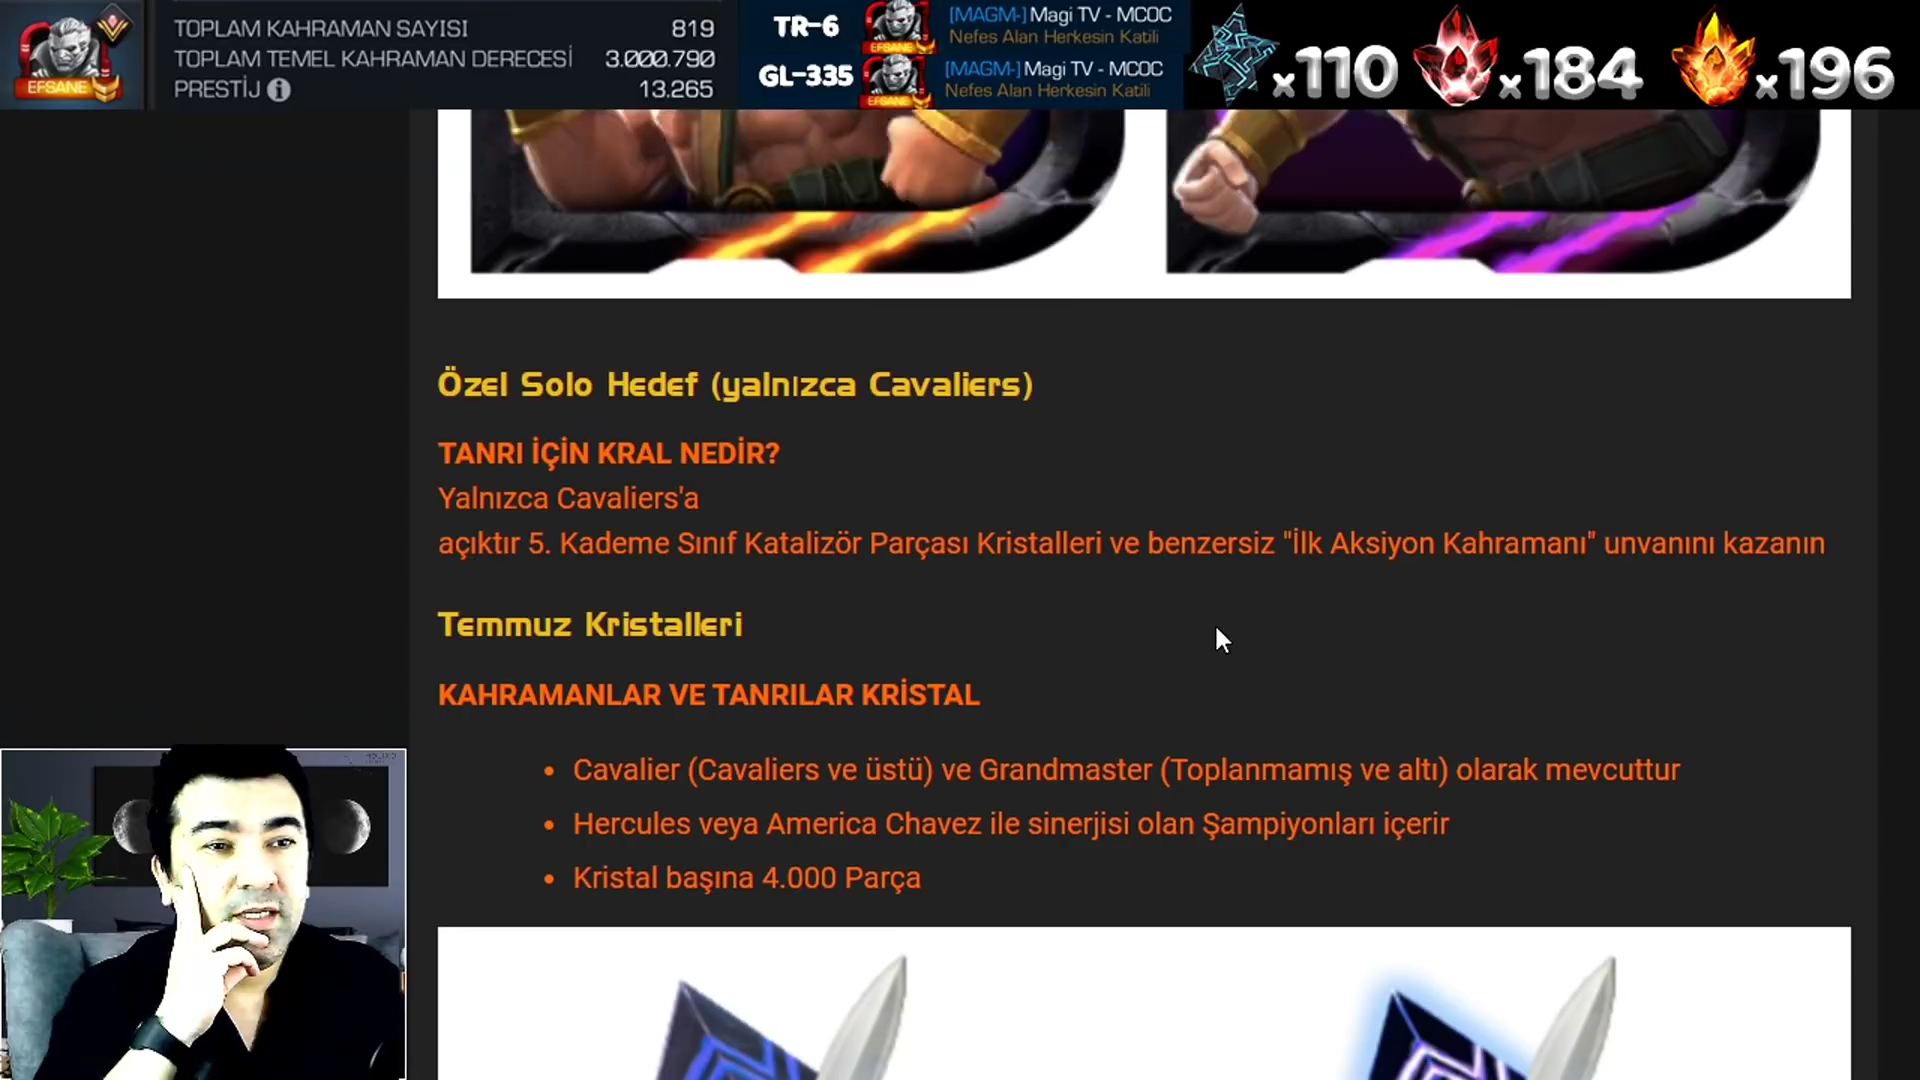 TOPLAM KAHRAMAN SAYISI 819
TOPLAM TEMEL KAHRAMAN DERECESİ 3.000.790
PRESTİJ 13.265
EFSANE
TR-6
[MAGM-] Magi TV - MCOC
Nefes Alan Herkesin Katili
EFSANE
GL-335
[MAGM-] Magi TV - MCOC
Nefes Alan Herkesin Katili
EFSANE
x110
x184
x196
Özel Solo Hedef (yalnızca Cavaliers)
TANRI İÇİN KRAL NEDİR?
Yalnızca Cavaliers'a
açıktır 5. Kademe Sınıf Katalizör Parçası Kristalleri ve benzersiz "İlk Aksiyon Kahramanı" unvanını kazanın
Temmuz Kristalleri
KAHRAMANLAR VE TANRILAR KRİSTAL
• Cavalier (Cavaliers ve üstü) ve Grandmaster (Toplanmamış ve altı) olarak mevcuttur
• Hercules veya America Chavez ile sinerjisi olan Şampiyonları içerir
• Kristal başına 4.000 Parça